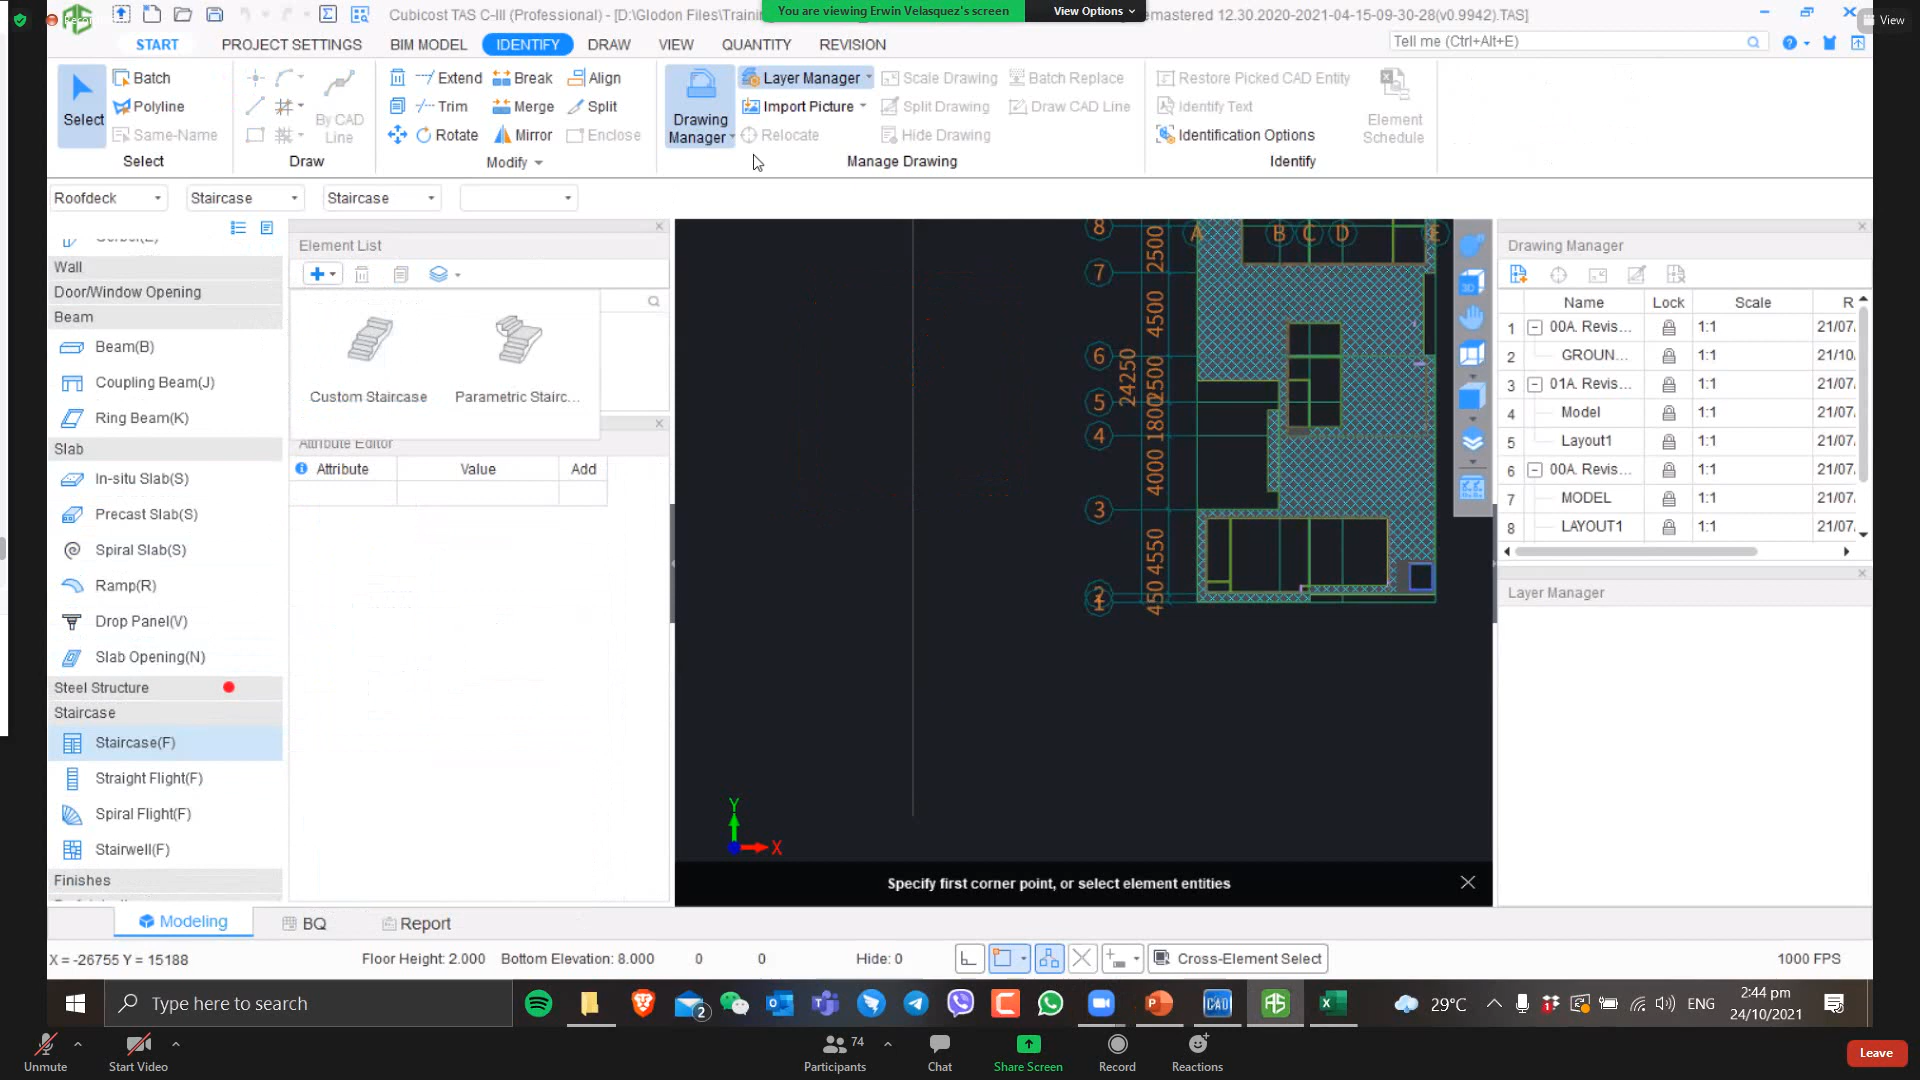 Cubicost TAS C-III (Professional) - [D:\Glodon Files\Traini
You are viewing Erwin Velasquez's screen
View Options
emastered 12.30.2020-2021-04-15-09-30-28(v0.9942).TAS]
View
START
PROJECT SETTINGS
BIM MODEL
IDENTIFY
DRAW
VIEW
QUANTITY
REVISION
Tell me (Ctrl+Alt+E)
Select
Batch
Polyline
Same-Name
Select
By CAD
Line
Draw
Extend
Break
Align
Trim
Merge
Split
Rotate
Mirror
Enclose
Modify
Drawing
Manager
Layer Manager
Import Picture
Relocate
Scale Drawing
Split Drawing
Hide Drawing
Batch Replace
Draw CAD Line
Manage Drawing
Restore Picked CAD Entity
Identify Text
Identification Options
Element
Schedule
Identify
Roofdeck
Staircase
Staircase
Wall
Door/Window Opening
Beam
Beam(B)
Coupling Beam(J)
Ring Beam(K)
Slab
In-situ Slab(S)
Precast Slab(S)
Spiral Slab(S)
Ramp(R)
Drop Panel(V)
Slab Opening(N)
Steel Structure
Staircase
Staircase(F)
Straight Flight(F)
Spiral Flight(F)
Stairwell(F)
Finishes
Element List
Custom Staircase
Parametric Stairc...
Attribute Editor
Attribute
Value
Add
A
B
C
D
E
8
7
6
5
4
3
2
1
2500
4500
2500
1800
4000
4550
450
24250
3D
Y
X
Specify first corner point, or select element entities
Drawing Manager
Name
Lock
Scale
R
1
00A. Revis...
1:1
21/07.
2
GROUN...
1:1
21/10.
3
01A. Revis...
1:1
21/07.
4
Model
1:1
21/07.
5
Layout1
1:1
21/07.
6
00A. Revis...
1:1
21/07.
7
MODEL
1:1
21/07.
8
LAYOUT1
1:1
21/07.
Layer Manager
Modeling
BQ
Report
X = -26755 Y = 15188
Floor Height: 2.000
Bottom Elevation: 8.000
0
0
Hide: 0
Cross-Element Select
1000 FPS
Type here to search
2
CAD
29°C
ENG
2:44 pm
24/10/2021
Unmute
Start Video
74
Participants
Chat
Share Screen
Record
Reactions
Leave